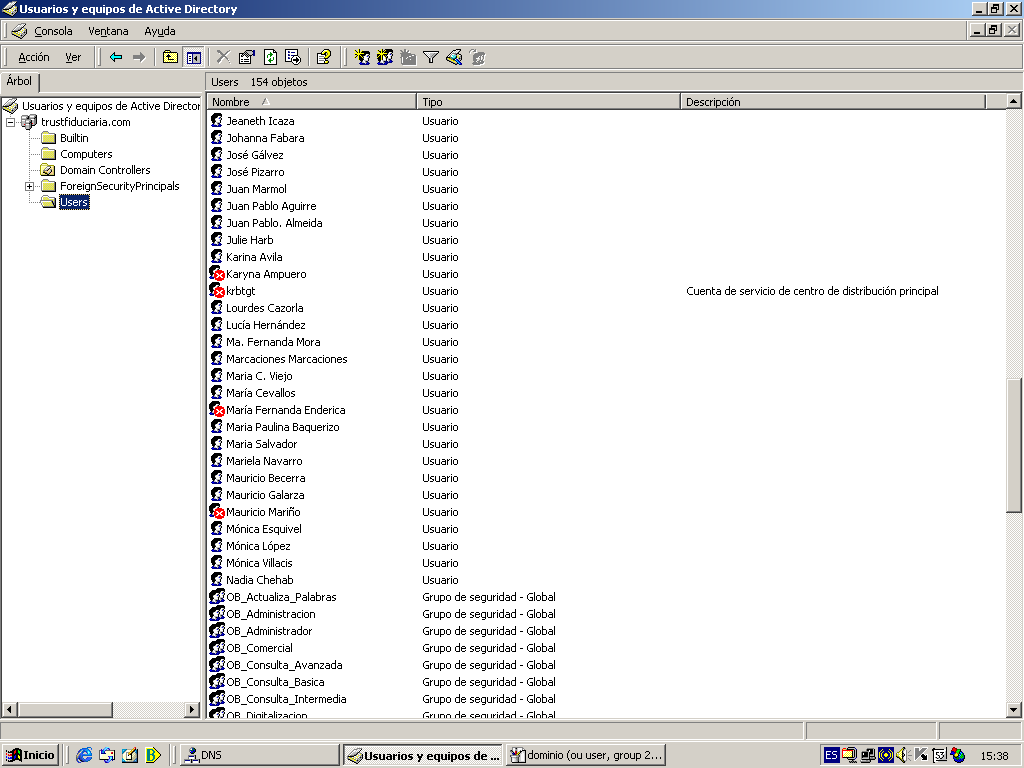 Usuarios y equipos de Active Directory
Consola Ventana Ayuda
Acción Ver
Árbol
Users 154 objetos
Usuarios y equipos de Active Director
trustfiduciaria.com
Builtin
Computers
Domain Controllers
ForeignSecurityPrincipals
Users
Nombre Tipo Descripción
Jeaneth Icaza Usuario
Johanna Fabara Usuario
José Gálvez Usuario
José Pizarro Usuario
Juan Marmol Usuario
Juan Pablo Aguirre Usuario
Juan Pablo. Almeida Usuario
Julie Harb Usuario
Karina Avila Usuario
Karyna Ampuero Usuario
krbtgt Usuario Cuenta de servicio de centro de distribución principal
Lourdes Cazorla Usuario
Lucía Hernández Usuario
Ma. Fernanda Mora Usuario
Marcaciones Marcaciones Usuario
Maria C. Viejo Usuario
María Cevallos Usuario
María Fernanda Enderica Usuario
Maria Paulina Baquerizo Usuario
Maria Salvador Usuario
Mariela Navarro Usuario
Mauricio Becerra Usuario
Mauricio Galarza Usuario
Mauricio Mariño Usuario
Mónica Esquivel Usuario
Mónica López Usuario
Mónica Villacis Usuario
Nadia Chehab Usuario
OB_Actualiza_Palabras Grupo de seguridad - Global
OB_Administracion Grupo de seguridad - Global
OB_Administrador Grupo de seguridad - Global
OB_Comercial Grupo de seguridad - Global
OB_Consulta_Avanzada Grupo de seguridad - Global
OB_Consulta_Basica Grupo de seguridad - Global
OB_Consulta_Intermedia Grupo de seguridad - Global
OB_Digitalizacion Grupo de seguridad - Global
Inicio DNS Usuarios y equipos de ... dominio (ou user, group 2... ES 15:38